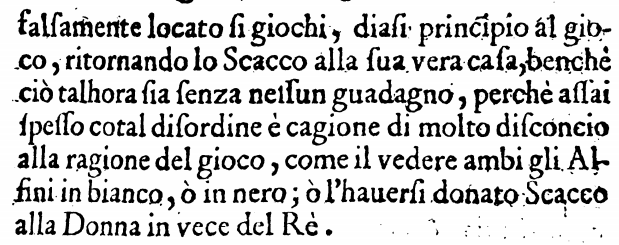 falſamente locato ſi giochi, diaſi principio al gio-
co, ritornando lo Scacco alla ſua vera caſa, benchè
ciò talhora ſia ſenza neſſun guadagno, perchè aſſai
ſpeſſo cotal diſordine è cagione di molto diſconcio
alla ragione del gioco, come il vedere ambi gli Al-
fini in bianco, ò in nero; ò l'hauerſi donato Scacco
alla Donna in vece del Rè.